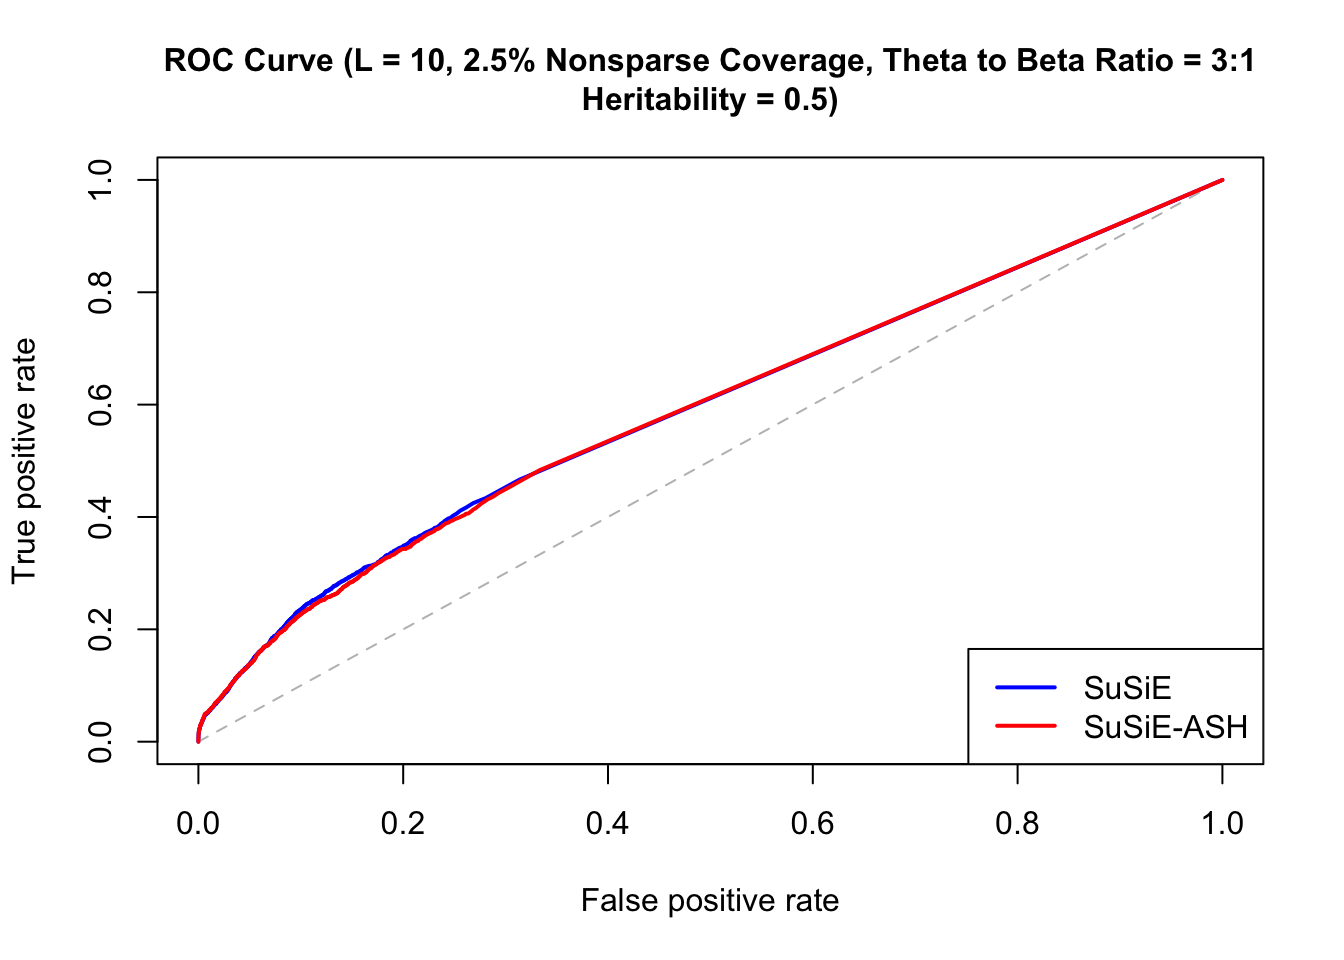 ROC Curve (L = 10, 2.5% Nonsparse Coverage, Theta to Beta Ratio = 3:1
Heritability = 0.5)
True positive rate
1.0
0.8
0.6
0.4
0.2
0.0
SuSiE
SuSiE-ASH
0.0 0.2 0.4 0.6 0.8 1.0
False positive rate